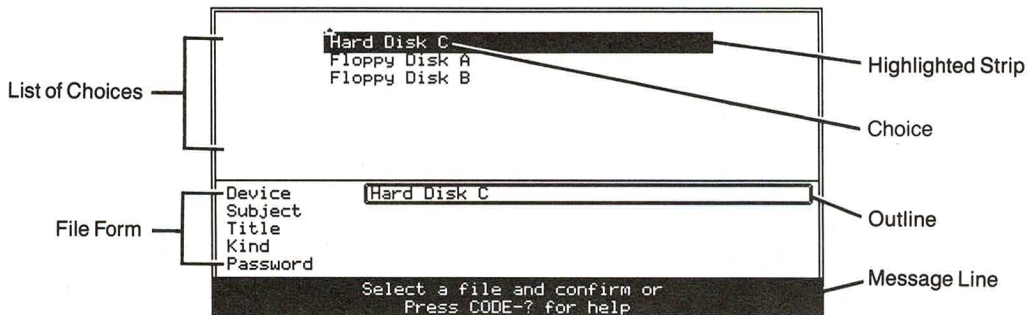 Hard Disk C
Floppy Disk A
Floppy Disk B
List of Choices
Highlighted Strip
Choice
Device Hard Disk C
Subject
Title
Kind
Password
File Form
Outline
Message Line
Select a file and confirm or
Press CODE-? for help